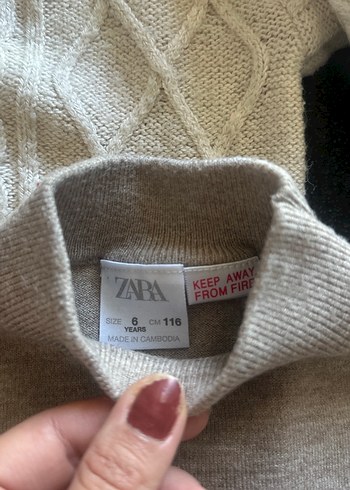 ZARA
SIZE 6 CM 116
YEARS
MADE IN CAMBODIA
KEEP AWAY
FROM FIRE